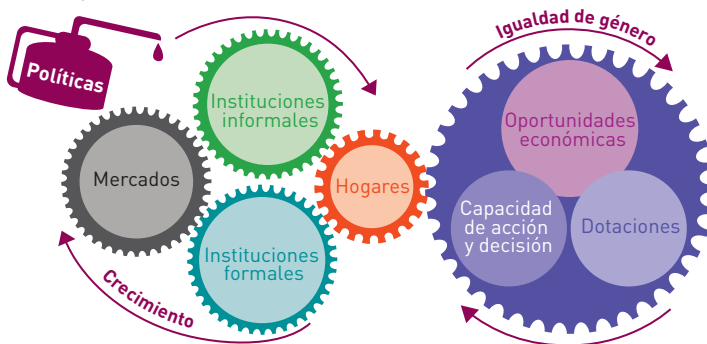 Políticas
Instituciones
informales
Mercados
Hogares
Instituciones
formales
Crecimiento
Igualdad de género
Oportunidades
económicas
Capacidad
de acción
y decisión
Dotaciones